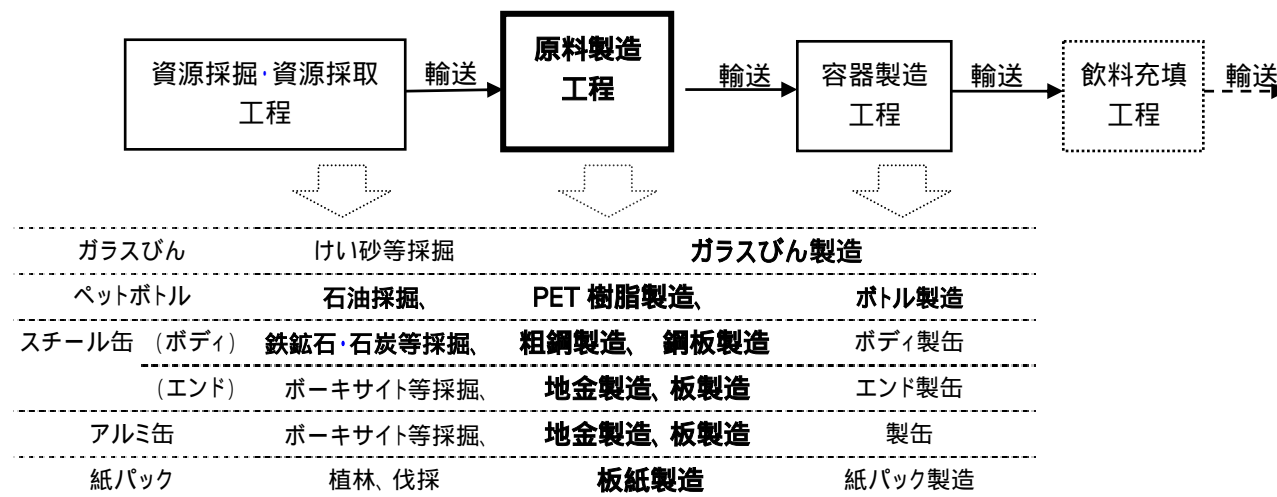 資源採掘・資源採取
工程
輸送
原料製造
工程
輸送
容器製造
工程
輸送
飲料充填
工程
輸送
ガラスびん けい砂等採掘 ガラスびん製造
ペットボトル 石油採掘、 PET 樹脂製造、 ボトル製造
スチール缶 (ボディ) 鉄鉱石・石炭等採掘、 粗鋼製造、 鋼板製造 ボディ製缶
(エンド) ボーキサイト等採掘、 地金製造、板製造 エンド製缶
アルミ缶 ボーキサイト等採掘、 地金製造、板製造 製缶
紙パック 植林、伐採 板紙製造 紙パック製造